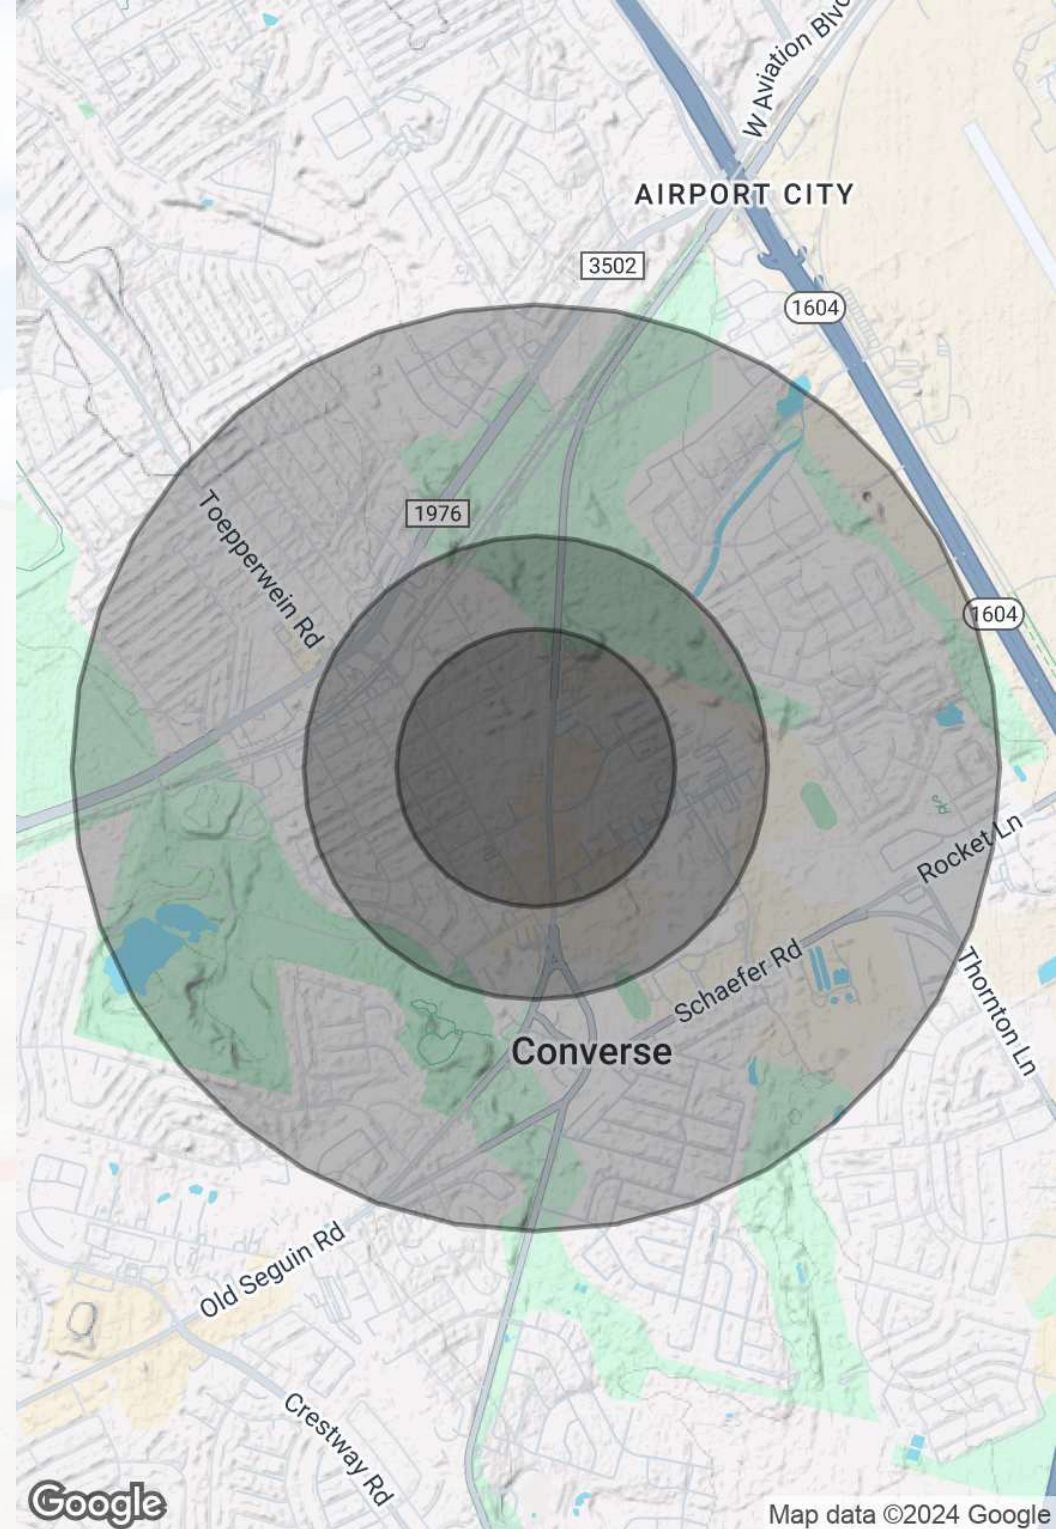 W Aviation Blvd
AIRPORT CITY
3502
1604
Toepperwein Rd
1976
1604
Rocket Ln
Schaefer Rd
Thornton Ln
Converse
Old Seguin Rd
Crestway Rd
Google
Map data ©2024 Google